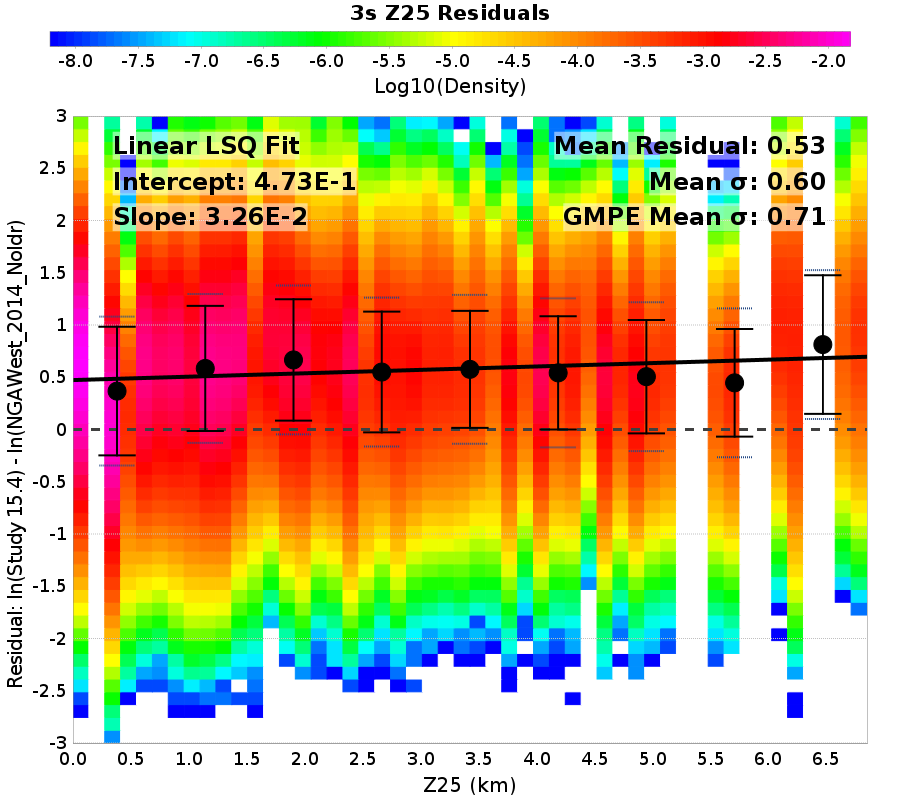 3s Z25 Residuals
-8.0 -7.5 -7.0 -6.5 -6.0 -5.5 -5.0 -4.5 -4.0 -3.5 -3.0 -2.5 -2.0
Log10(Density)
Linear LSQ Fit
Intercept: 4.73E-1
Slope: 3.26E-2
Mean Residual: 0.53
Mean σ: 0.60
GMPE Mean σ: 0.71
Residual: ln(Study 15.4) - ln(NGAWest_2014_NoIdr)
3
2.5
2
1.5
1
0.5
0
-0.5
-1
-1.5
-2
-2.5
-3
0.0 0.5 1.0 1.5 2.0 2.5 3.0 3.5 4.0 4.5 5.0 5.5 6.0 6.5
Z25 (km)